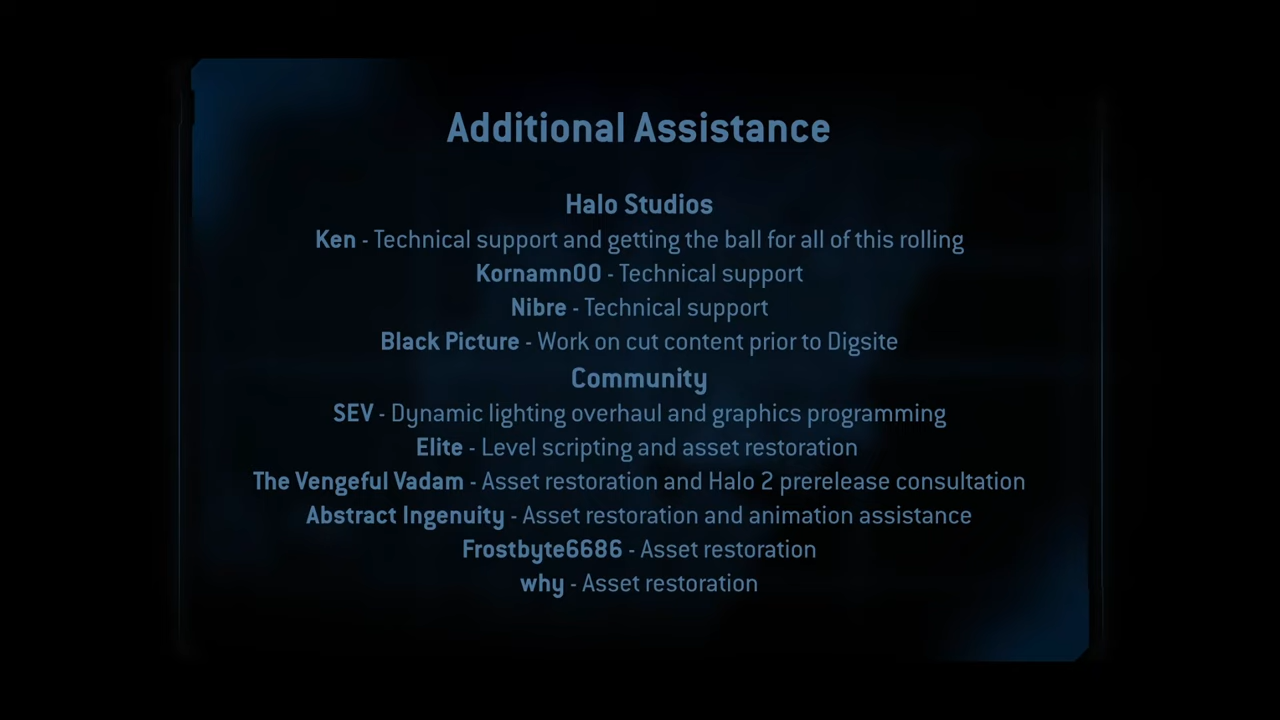 Additional Assistance
Halo Studios
Ken - Technical support and getting the ball for all of this rolling
Kornamn00 - Technical support
Nibre - Technical support
Black Picture - Work on cut content prior to Digsite
Community
SEV - Dynamic lighting overhaul and graphics programming
Elite - Level scripting and asset restoration
The Vengeful Vadam - Asset restoration and Halo 2 prerelease consultation
Abstract Ingenuity - Asset restoration and animation assistance
Frostbyte6686 - Asset restoration
why - Asset restoration